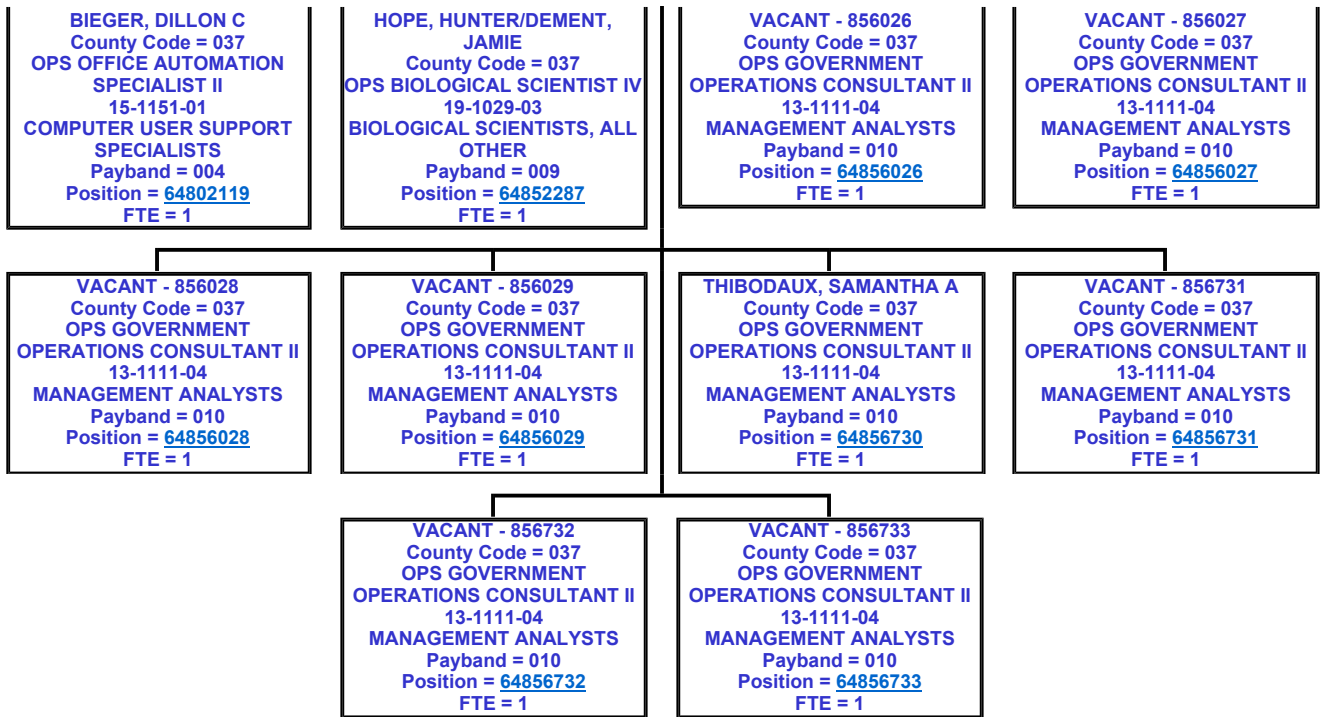 BIEGER, DILLON C
County Code = 037
OPS OFFICE AUTOMATION
SPECIALIST II
15-1151-01
COMPUTER USER SUPPORT
SPECIALISTS
Payband = 004
Position = 64802119
FTE = 1
HOPE, HUNTER/DEMENT,
JAMIE
County Code = 037
OPS BIOLOGICAL SCIENTIST IV
19-1029-03
BIOLOGICAL SCIENTISTS, ALL
OTHER
Payband = 009
Position = 64852287
FTE = 1
VACANT - 856026
County Code = 037
OPS GOVERNMENT
OPERATIONS CONSULTANT II
13-1111-04
MANAGEMENT ANALYSTS
Payband = 010
Position = 64856026
FTE = 1
VACANT - 856027
County Code = 037
OPS GOVERNMENT
OPERATIONS CONSULTANT II
13-1111-04
MANAGEMENT ANALYSTS
Payband = 010
Position = 64856027
FTE = 1
VACANT - 856028
County Code = 037
OPS GOVERNMENT
OPERATIONS CONSULTANT II
13-1111-04
MANAGEMENT ANALYSTS
Payband = 010
Position = 64856028
FTE = 1
VACANT - 856029
County Code = 037
OPS GOVERNMENT
OPERATIONS CONSULTANT II
13-1111-04
MANAGEMENT ANALYSTS
Payband = 010
Position = 64856029
FTE = 1
THIBODAUX, SAMANTHA A
County Code = 037
OPS GOVERNMENT
OPERATIONS CONSULTANT II
13-1111-04
MANAGEMENT ANALYSTS
Payband = 010
Position = 64856730
FTE = 1
VACANT - 856731
County Code = 037
OPS GOVERNMENT
OPERATIONS CONSULTANT II
13-1111-04
MANAGEMENT ANALYSTS
Payband = 010
Position = 64856731
FTE = 1
VACANT - 856732
County Code = 037
OPS GOVERNMENT
OPERATIONS CONSULTANT II
13-1111-04
MANAGEMENT ANALYSTS
Payband = 010
Position = 64856732
FTE = 1
VACANT - 856733
County Code = 037
OPS GOVERNMENT
OPERATIONS CONSULTANT II
13-1111-04
MANAGEMENT ANALYSTS
Payband = 010
Position = 64856733
FTE = 1